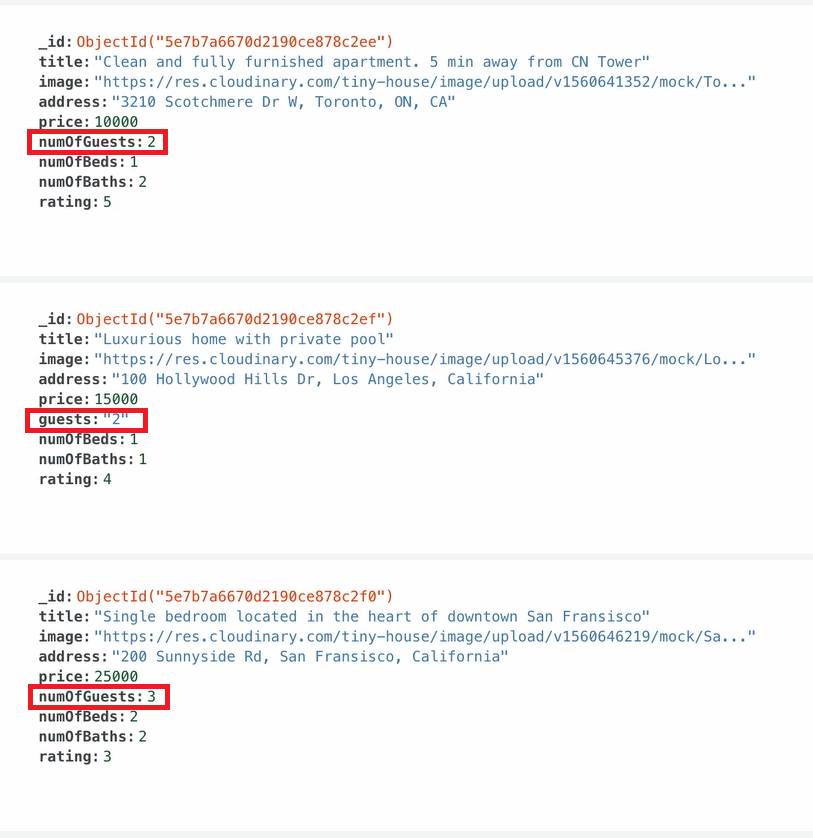 _id: ObjectId("5e7b7a6670d2190ce878c2ee")
title: "Clean and fully furnished apartment. 5 min away from CN Tower"
image: "https://res.cloudinary.com/tiny-house/image/upload/v1560641352/mock/To..."
address: "3210 Scotchmere Dr W, Toronto, ON, CA"
price: 10000
numOfGuests: 2
numOfBeds: 1
numOfBaths: 2
rating: 5
_id: ObjectId("5e7b7a6670d2190ce878c2ef")
title: "Luxurious home with private pool"
image: "https://res.cloudinary.com/tiny-house/image/upload/v1560645376/mock/Lo..."
address: "100 Hollywood Hills Dr, Los Angeles, California"
price: 15000
guests: "2"
numOfBeds: 1
numOfBaths: 1
rating: 4
_id: ObjectId("5e7b7a6670d2190ce878c2f0")
title: "Single bedroom located in the heart of downtown San Fransisco"
image: "https://res.cloudinary.com/tiny-house/image/upload/v1560646219/mock/Sa..."
address: "200 Sunnyside Rd, San Fransisco, California"
price: 25000
numOfGuests: 3
numOfBeds: 2
numOfBaths: 2
rating: 3